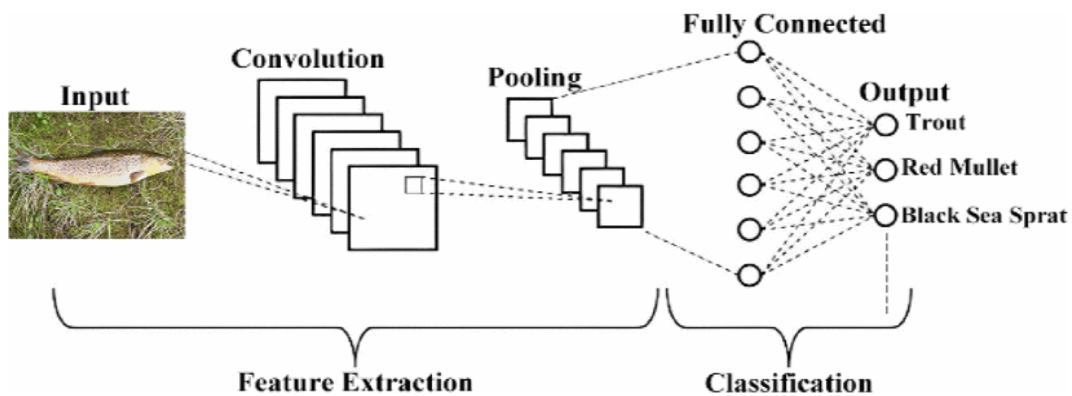 Input
Convolution
Pooling
Fully Connected
Output
Trout
Red Mullet
Black Sea Sprat
Feature Extraction
Classification